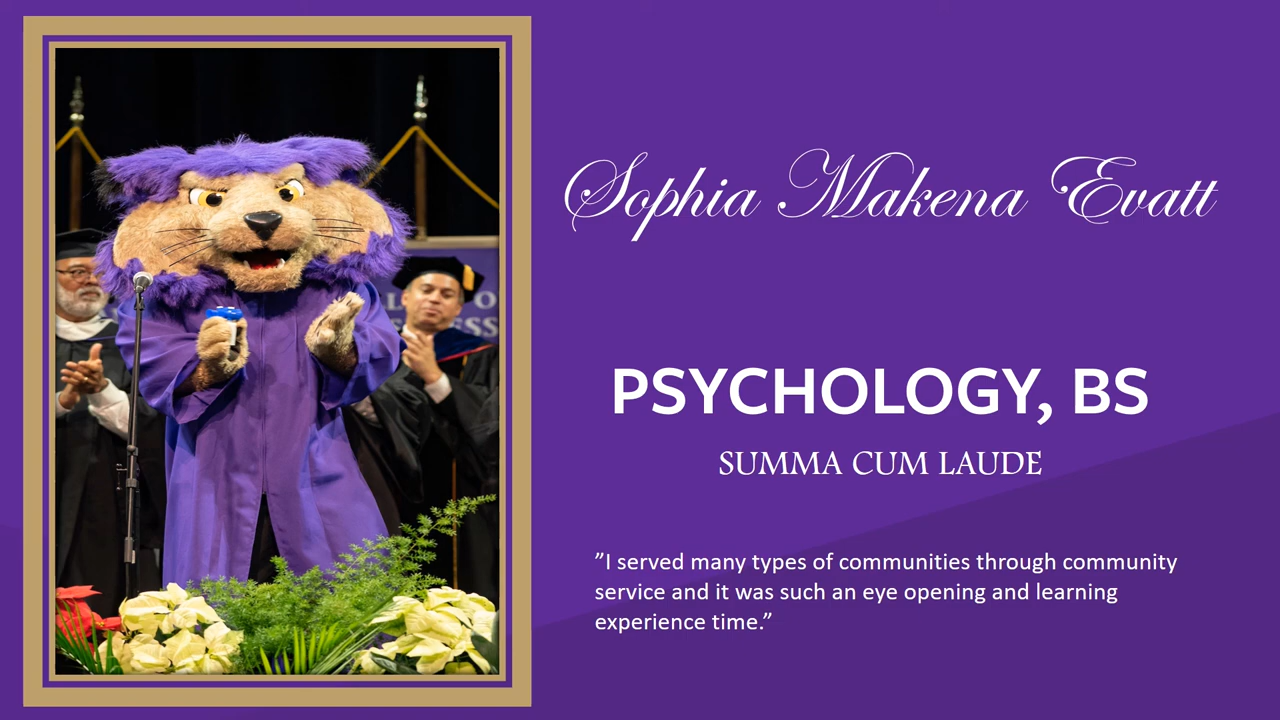 Sophia Makena Evatt
PSYCHOLOGY, BS
SUMMA CUM LAUDE
”I served many types of communities through community
service and it was such an eye opening and learning
experience time.”